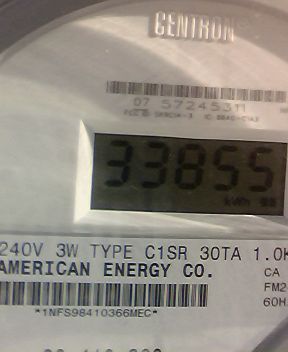 CENTRON
07 57245311
33855
kWh 88
240V 3W TYPE C1SR 30TA 1.0K
AMERICAN ENERGY CO.
CA
FM2
60H
*1NFS98410366MEC*